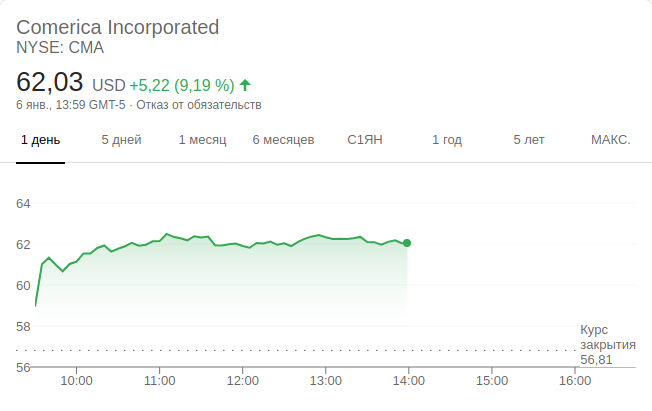 Comerica Incorporated
NYSE: CMA
62,03 USD +5,22 (9,19 %)
6 янв., 13:59 GMT-5 · Отказ от обязательств
1 день 5 дней 1 месяц 6 месяцев С1ЯН 1 год 5 лет МАКС.
64
62
60
58
Курс
закрытия
56,81
56
10:00 11:00 12:00 13:00 14:00 15:00 16:00